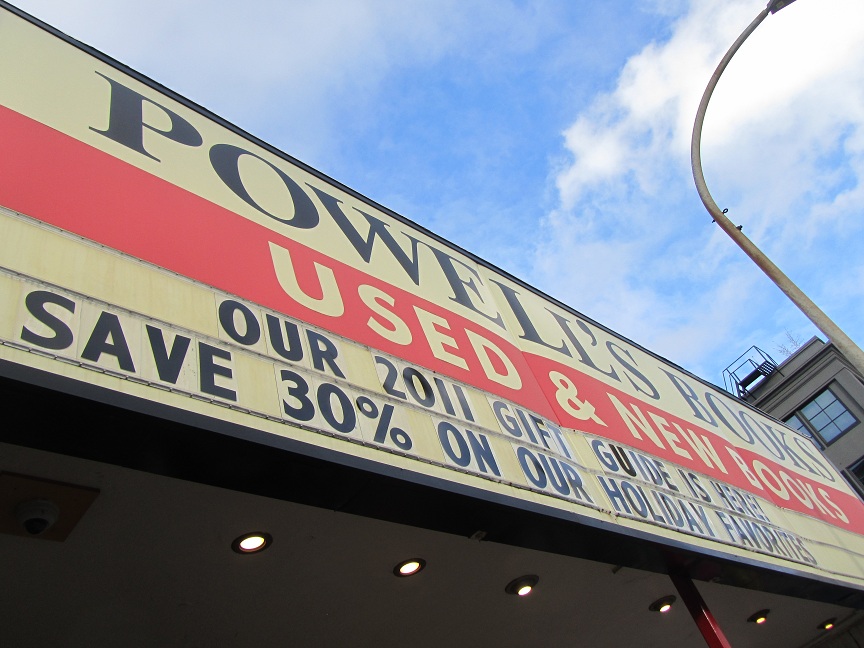 POWELL'S BOOKS
USED & NEW BOOKS
OUR 2011 GIFT GUIDE IS HERE!
SAVE 30% ON OUR HOLIDAY FAVORITES